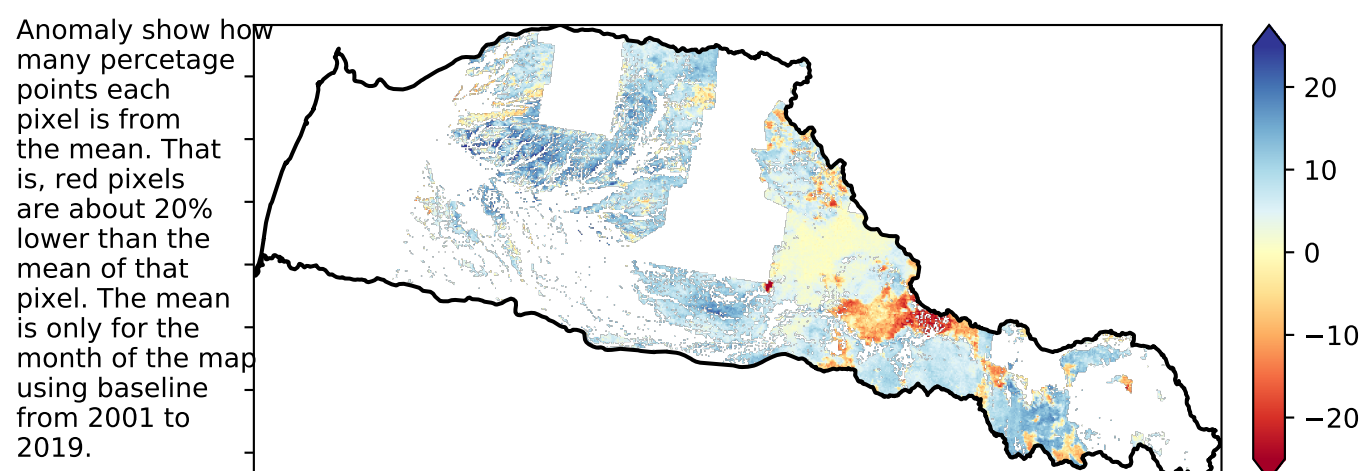 Anomaly show how
many percetage
points each
pixel is from
the mean. That
is, red pixels
are about 20%
lower than the
mean of that
pixel. The mean
is only for the
month of the map
using baseline
from 2001 to
2019.
20
10
0
−10
−20